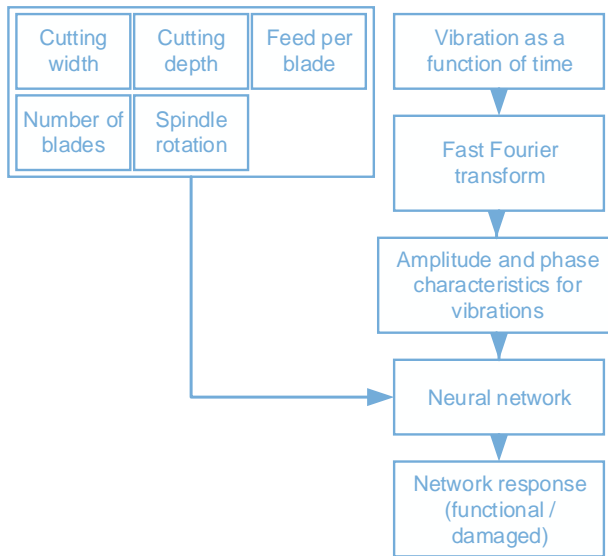 Cutting
width
Cutting
depth
Feed per
blade
Number of
blades
Spindle
rotation
Vibration as a
function of time
Fast Fourier
transform
Amplitude and phase
characteristics for
vibrations
Neural network
Network response
(functional /
damaged)